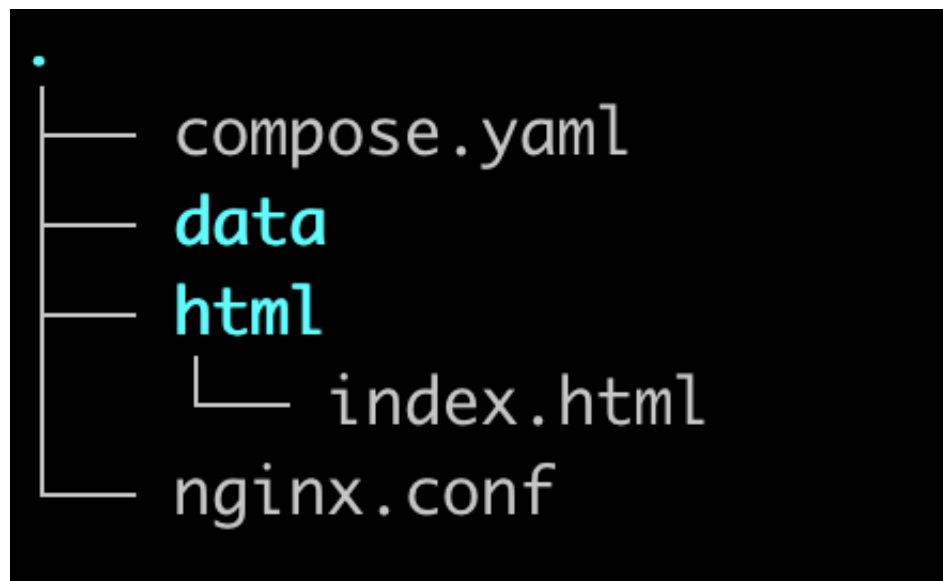 .
compose.yaml
data
html
index.html
nginx.conf